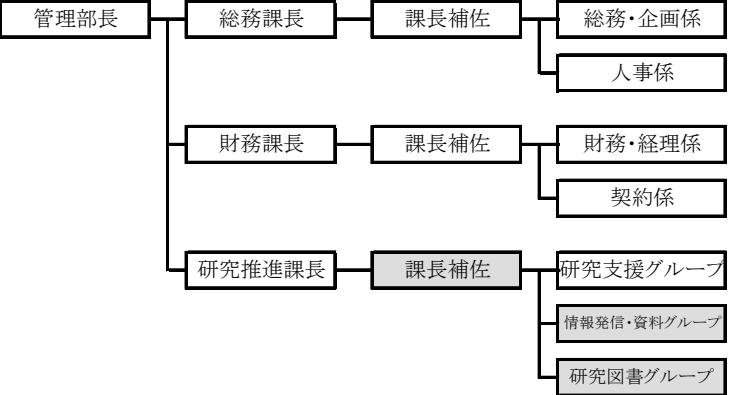 管理部長
総務課長
課長補佐
総務・企画係
人事係
財務課長
課長補佐
財務・経理係
契約係
研究推進課長
課長補佐
研究支援グループ
情報発信・資料グループ
研究図書グループ